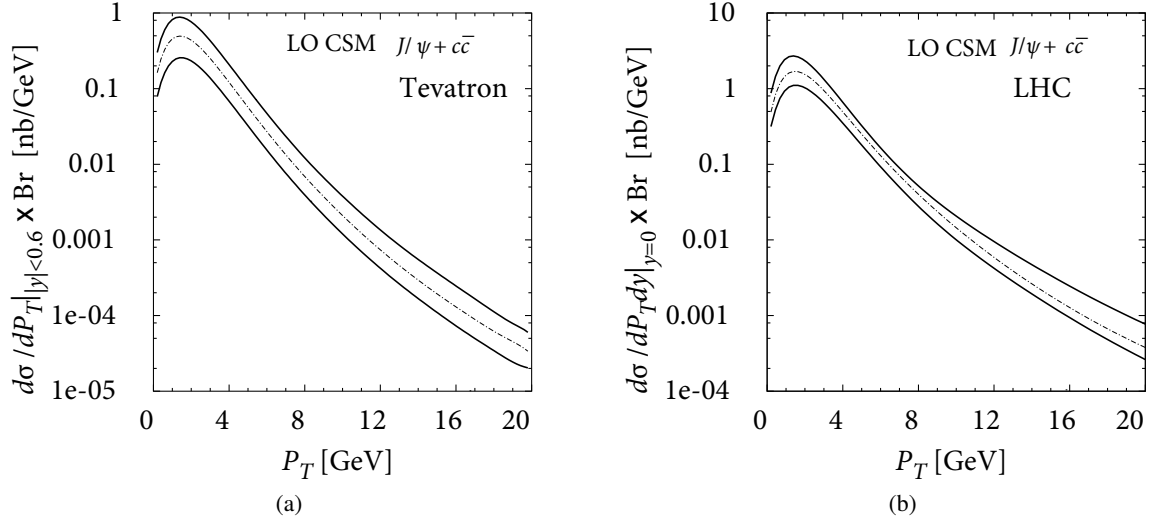 1
0.1
0.01
0.001
1e-04
1e-05
dσ/dP_T||y|<0.6 x Br [nb/GeV]
LO CSM J/ψ + cc̅
Tevatron
0 4 8 12 16 20
P_T [GeV]
(a)
10
1
0.1
0.01
0.001
1e-04
dσ/dP_T dy|y=0 x Br [nb/GeV]
LO CSM J/ψ + cc̅
LHC
0 4 8 12 16 20
P_T [GeV]
(b)